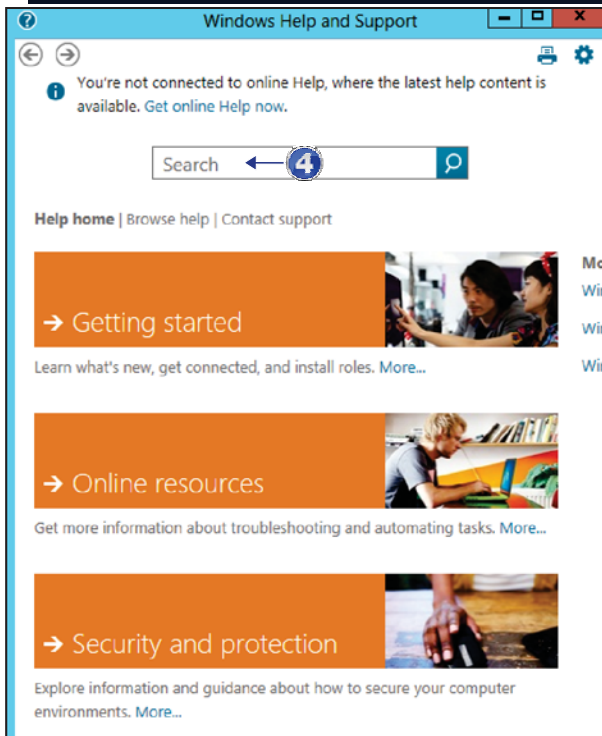 Windows Help and Support
You're not connected to online Help, where the latest help content is
available. Get online Help now.
Search
4
Help home | Browse help | Contact support
→ Getting started
Learn what's new, get connected, and install roles. More...
→ Online resources
Get more information about troubleshooting and automating tasks. More...
→ Security and protection
Explore information and guidance about how to secure your computer
environments. More...